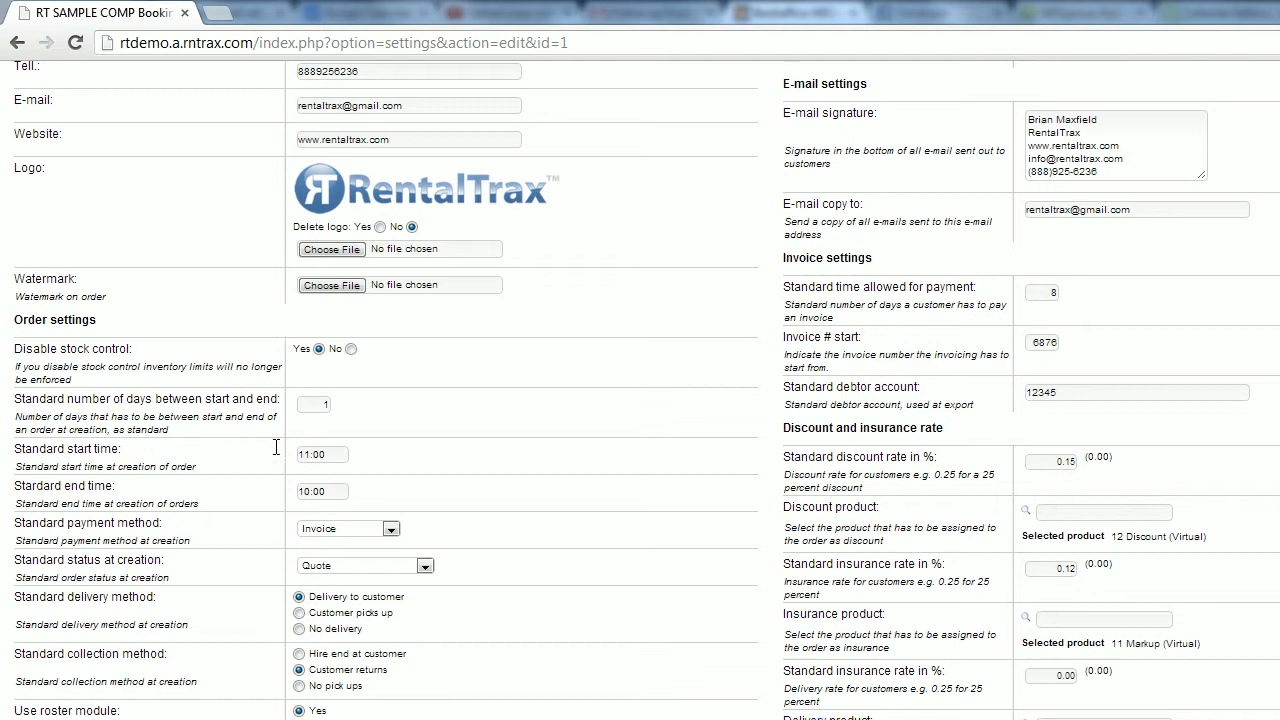 RT SAMPLE COMP Bookin
rtdemo.a.rntrax.com/index.php?option=settings&action=edit&id=1
Tell.:
8889256236
E-mail:
rentaltrax@gmail.com
Website:
www.rentaltrax.com
Logo:
RentalTrax™
Delete logo: Yes No
Choose File No file chosen
Watermark:
Watermark on order
Choose File No file chosen
Order settings
Disable stock control:
If you disable stock control inventory limits will no longer
be enforced
Yes No
Standard number of days between start and end:
Number of days that has to be between start and end of
an order at creation, as standard
1
Standard start time:
Standard start time at creation of order
11:00
Stardard end time:
Standard end time at creation of orders
10:00
Standard payment method:
Standard payment method at creation
Invoice
Standard status at creation:
Standard order status at creation
Quote
Standard delivery method:
Standard delivery method at creation
Delivery to customer
Customer picks up
No delivery
Standard collection method:
Standard collection method at creation
Hire end at customer
Customer returns
No pick ups
Use roster module:
Yes
E-mail settings
E-mail signature:
Signature in the bottom of all e-mail sent out to
customers
Brian Maxfield
RentalTrax
www.rentaltrax.com
info@rentaltrax.com
(888)925-6236
E-mail copy to:
Send a copy of all e-mails sent to this e-mail
address
rentaltrax@gmail.com
Invoice settings
Standard time allowed for payment:
Standard number of days a customer has to pay
an invoice
8
Invoice # start:
Indicate the invoice number the invoicing has to
start from.
6876
Standard debtor account:
Standard debtor account, used at export
12345
Discount and insurance rate
Standard discount rate in %:
Discount rate for customers e.g. 0.25 for a 25
percent discount
0.15 (0.00)
Discount product:
Select the product that has to be assigned to
the order as discount
Selected product 12 Discount (Virtual)
Standard insurance rate in %:
Insurance rate for customers e.g. 0.25 for 25
percent
0.12 (0.00)
Insurance product:
Select the product that has to be assigned to
the order as insurance
Selected product 11 Markup (Virtual)
Standard insurance rate in %:
Delivery rate for customers e.g. 0.25 for 25
percent
0.00 (0.00)
Delivery product: